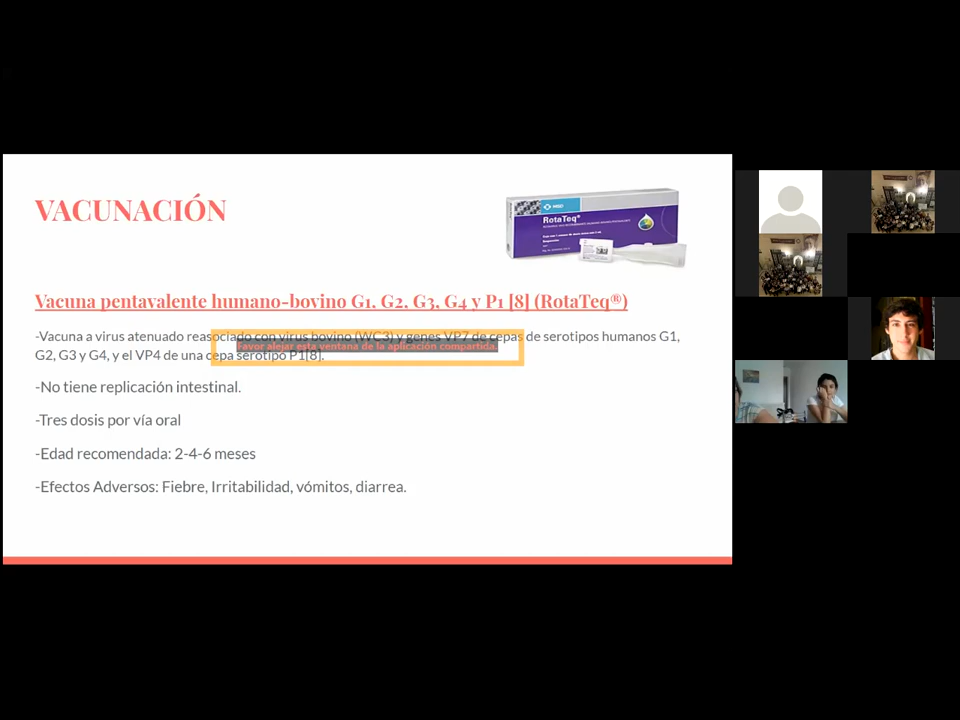 VACUNACIÓN
MSD
RotaTeq®
Vacuna pentavalente humano-bovino G1, G2, G3, G4 y P1 [8] (RotaTeq®)
-Vacuna a virus atenuado reasociado con virus bovino (WC3) y genes VP7 de cepas de serotipos humanos G1,
Favor alejar esta ventana de la aplicación compartida.
G2, G3 y G4, y el VP4 de una cepa serotipo P1[8].
-No tiene replicación intestinal.
-Tres dosis por vía oral
-Edad recomendada: 2-4-6 meses
-Efectos Adversos: Fiebre, Irritabilidad, vómitos, diarrea.